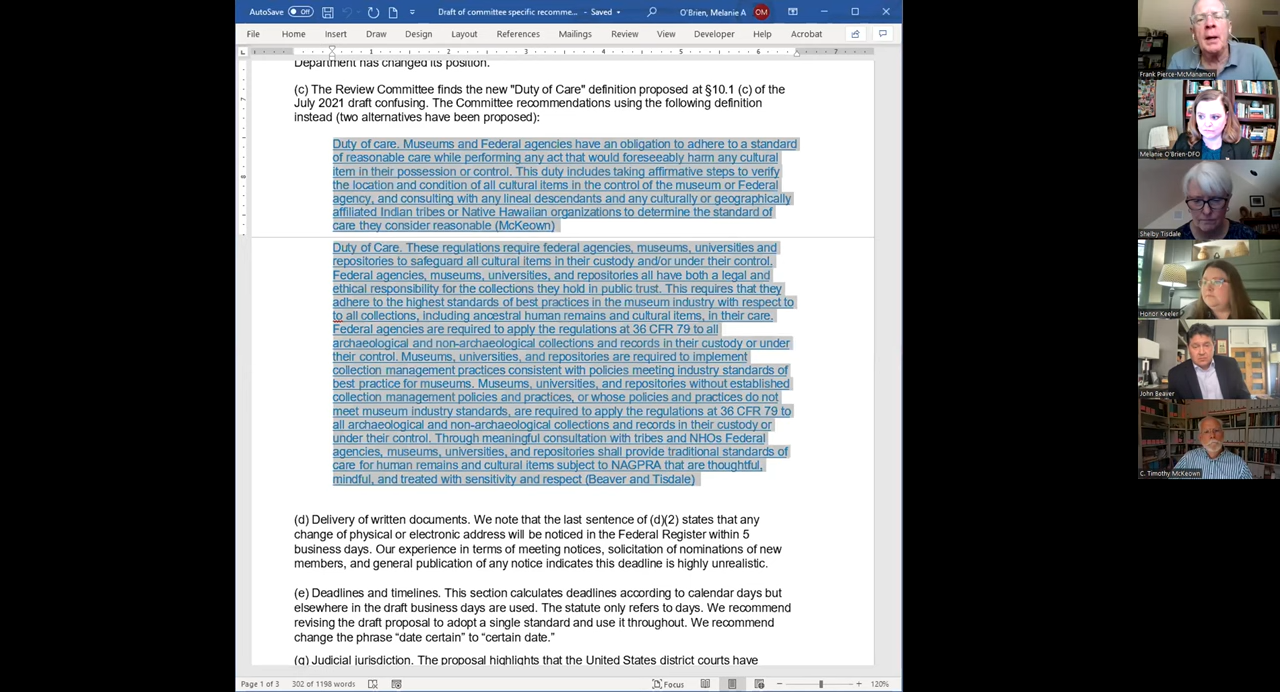 AutoSave Off Draft of committee specific recomme... - Saved O'Brien, Melanie A OM
File Home Insert Draw Design Layout References Mailings Review View Developer Help Acrobat
1 2 3 4 5 6 7
Department has changed its position.
(c) The Review Committee finds the new "Duty of Care" definition proposed at §10.1 (c) of the
July 2021 draft confusing. The Committee recommendations using the following definition
instead (two alternatives have been proposed):
Duty of care. Museums and Federal agencies have an obligation to adhere to a standard
of reasonable care while performing any act that would foreseeably harm any cultural
item in their possession or control. This duty includes taking affirmative steps to verify
the location and condition of all cultural items in the control of the museum or Federal
agency, and consulting with any lineal descendants and any culturally or geographically
affiliated Indian tribes or Native Hawaiian organizations to determine the standard of
care they consider reasonable (McKeown)
Duty of Care. These regulations require federal agencies, museums, universities and
repositories to safeguard all cultural items in their custody and/or under their control.
Federal agencies, museums, universities, and repositories all have both a legal and
ethical responsibility for the collections they hold in public trust. This requires that they
adhere to the highest standards of best practices in the museum industry with respect to
to all collections, including ancestral human remains and cultural items, in their care.
Federal agencies are required to apply the regulations at 36 CFR 79 to all
archaeological and non-archaeological collections and records in their custody or under
their control. Museums, universities, and repositories are required to implement
collection management practices consistent with policies meeting industry standards of
best practice for museums. Museums, universities, and repositories without established
collection management policies and practices, or whose policies and practices do not
meet museum industry standards, are required to apply the regulations at 36 CFR 79 to
all archaeological and non-archaeological collections and records in their custody or
under their control. Through meaningful consultation with tribes and NHOs Federal
agencies, museums, universities, and repositories shall provide traditional standards of
care for human remains and cultural items subject to NAGPRA that are thoughtful,
mindful, and treated with sensitivity and respect (Beaver and Tisdale)
(d) Delivery of written documents. We note that the last sentence of (d)(2) states that any
change of physical or electronic address will be noticed in the Federal Register within 5
business days. Our experience in terms of meeting notices, solicitation of nominations of new
members, and general publication of any notice indicates this deadline is highly unrealistic.
(e) Deadlines and timelines. This section calculates deadlines according to calendar days but
elsewhere in the draft business days are used. The statute only refers to days. We recommend
revising the draft proposal to adopt a single standard and use it throughout. We recommend
change the phrase “date certain” to “certain date.”
(g) Judicial jurisdiction. The proposal highlights that the United States district courts have
Page 1 of 3 302 of 1198 words Focus 120%
Frank Pierce-McManamon
Melanie O'Brien-DFO
Shelby Tisdale
Honor Keeler
John Beaver
C. Timothy McKeown